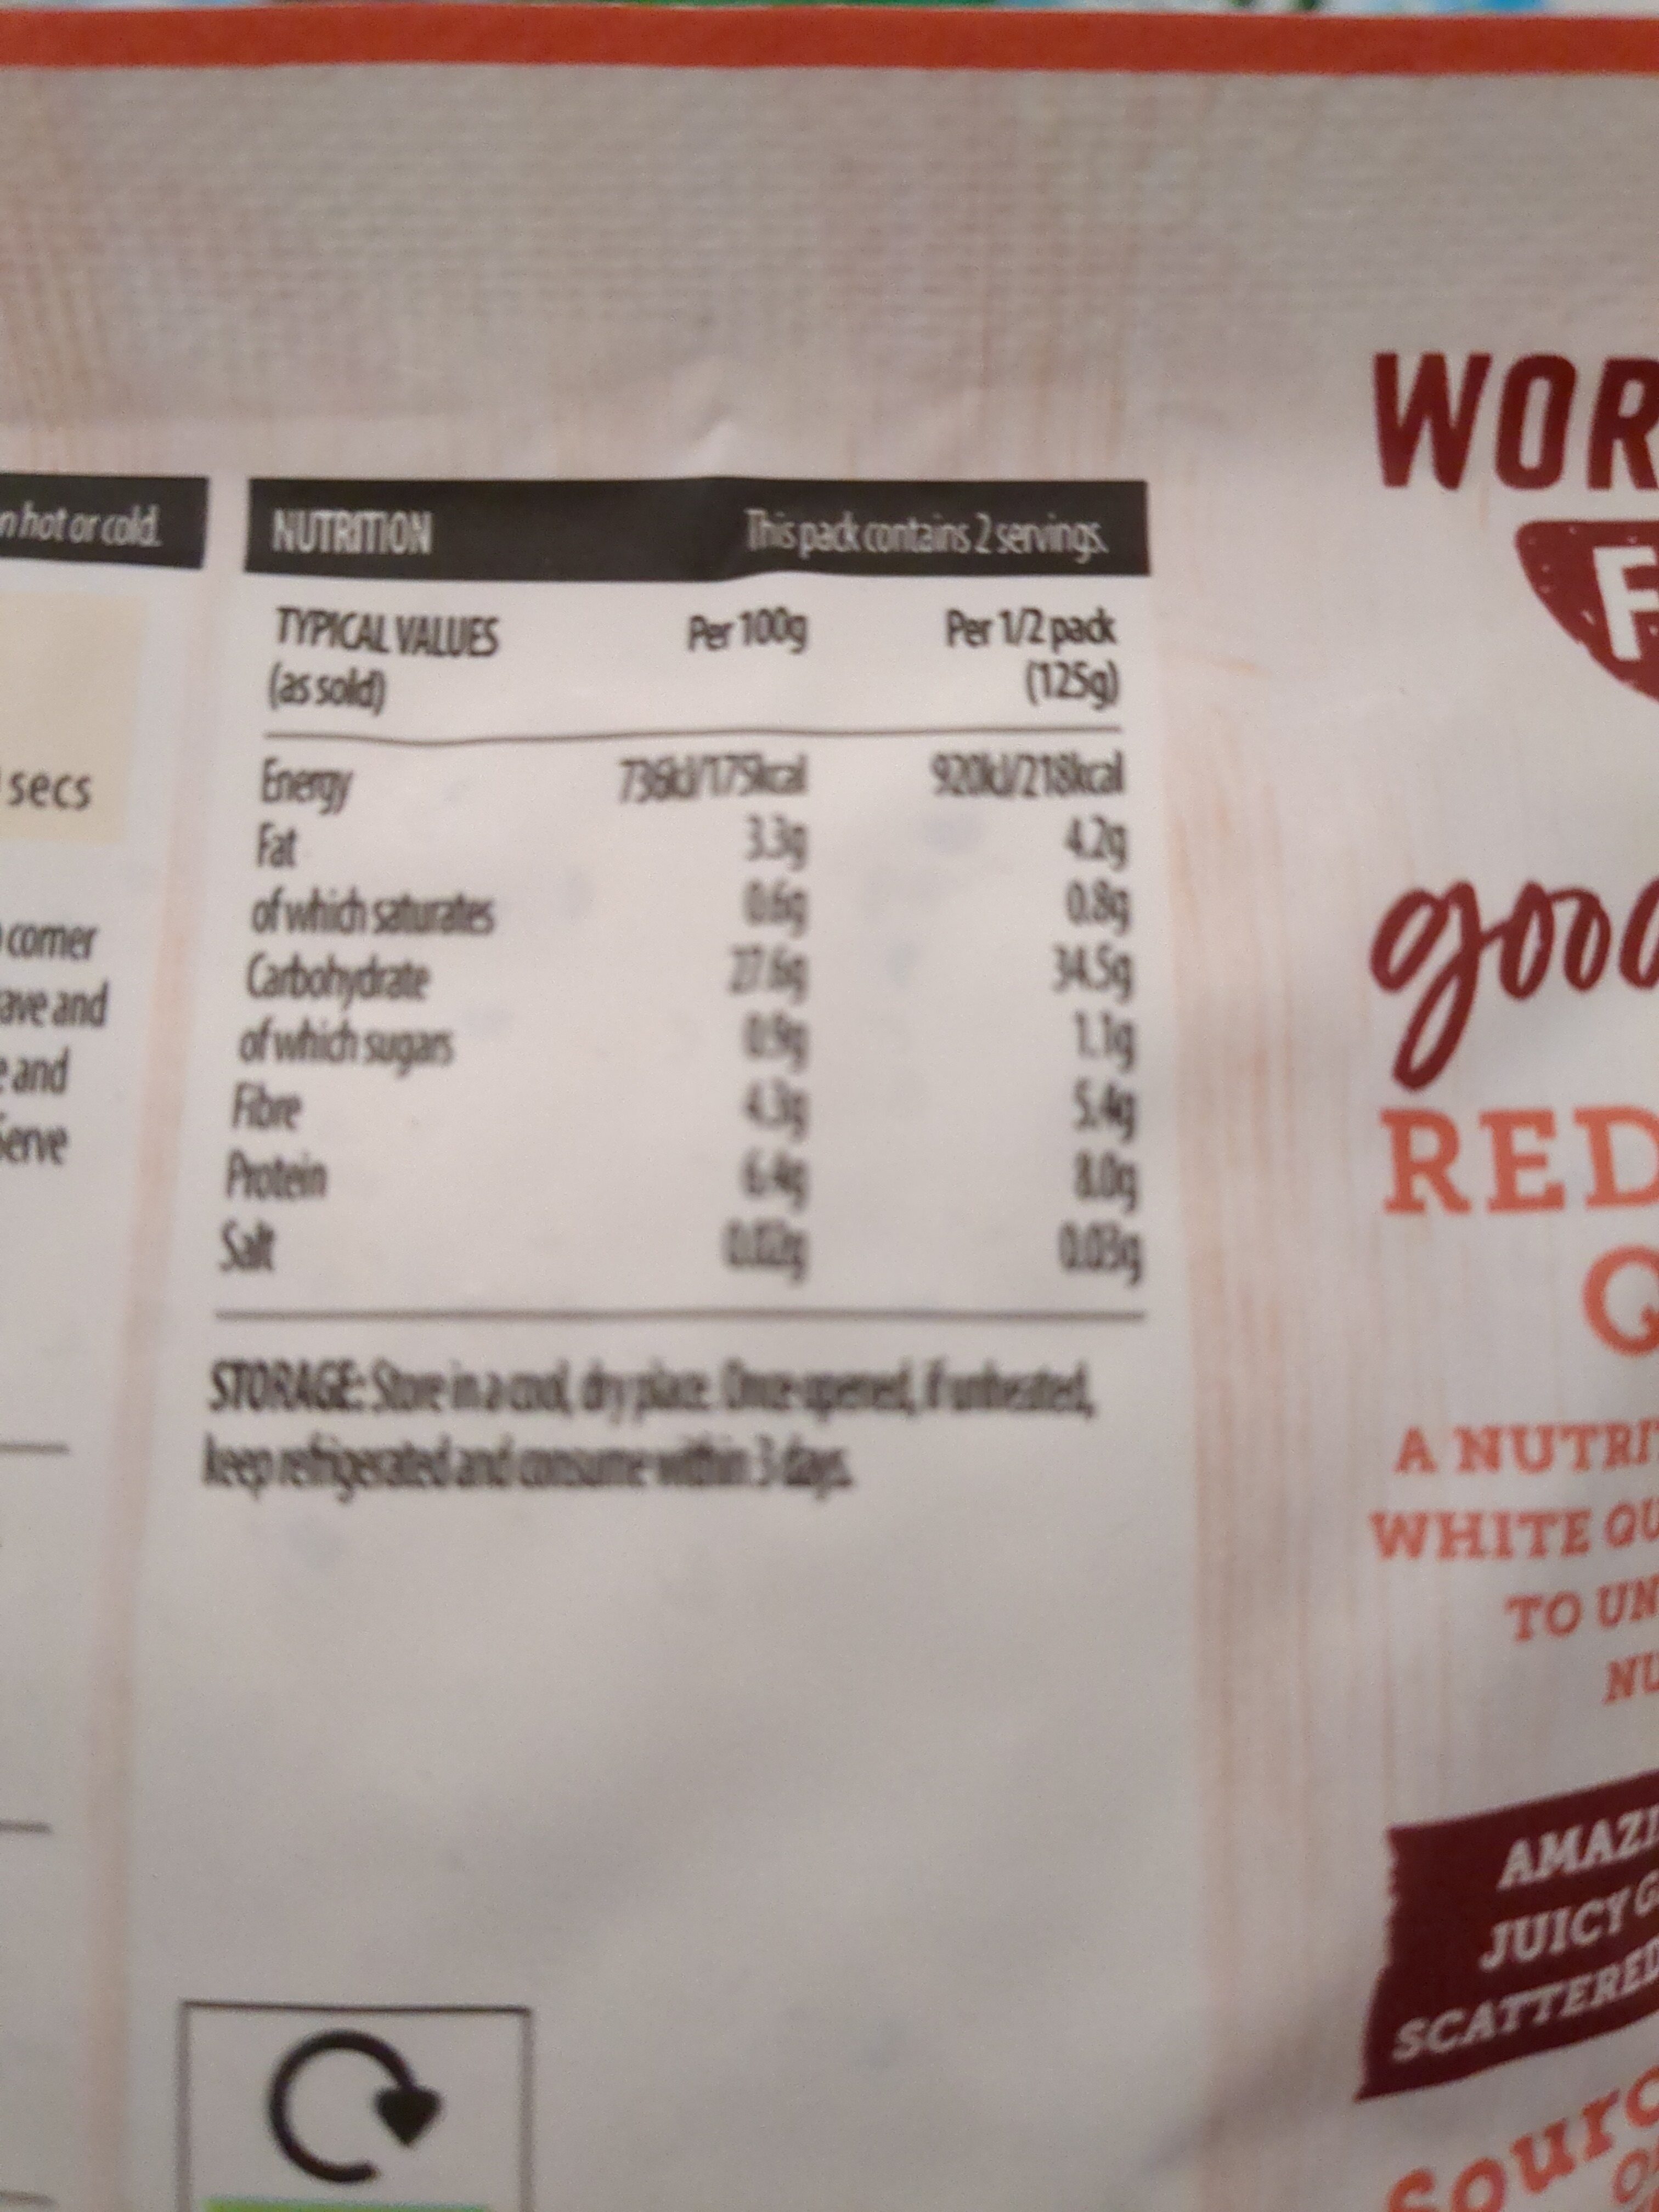 n hot or cold.
secs
corner
ave and
e and
Serve
NUTRITION This pack contains 2 servings.
TYPICAL VALUES Per 100g Per 1/2 pack
(as sold) (125g)
Energy 736kJ/175kcal 920kJ/218kcal
Fat 3.3g 4.2g
of which saturates 0.6g 0.8g
Carbohydrate 27.6g 34.5g
of which sugars 0.9g 1.1g
Fibre 4.3g 5.4g
Protein 6.4g 8.0g
Salt 0.02g 0.03g
STORAGE: Store in a cool, dry place. Once opened, if unheated,
keep refrigerated and consume within 3 days.
WOR
F
good
RED
Q
A NUTRI
WHITE QU
TO UN
NU
AMAZI
JUICY G
SCATTERED
Sourc